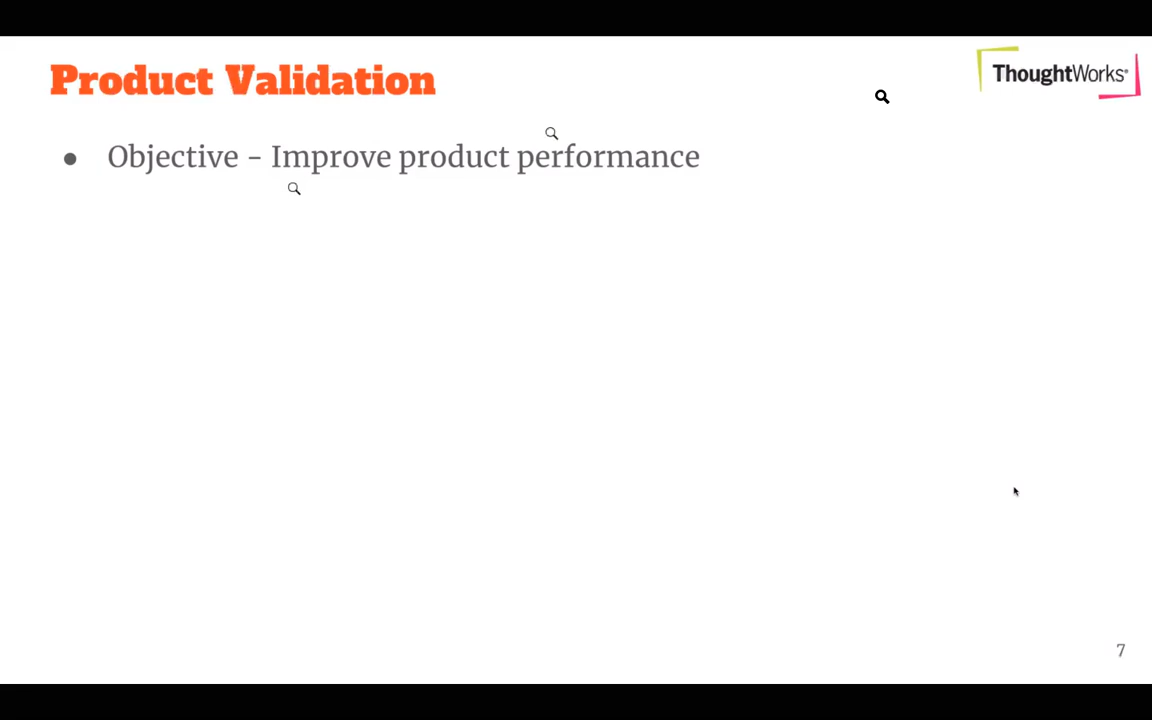 Product Validation
ThoughtWorks®
● Objective - Improve product performance
7